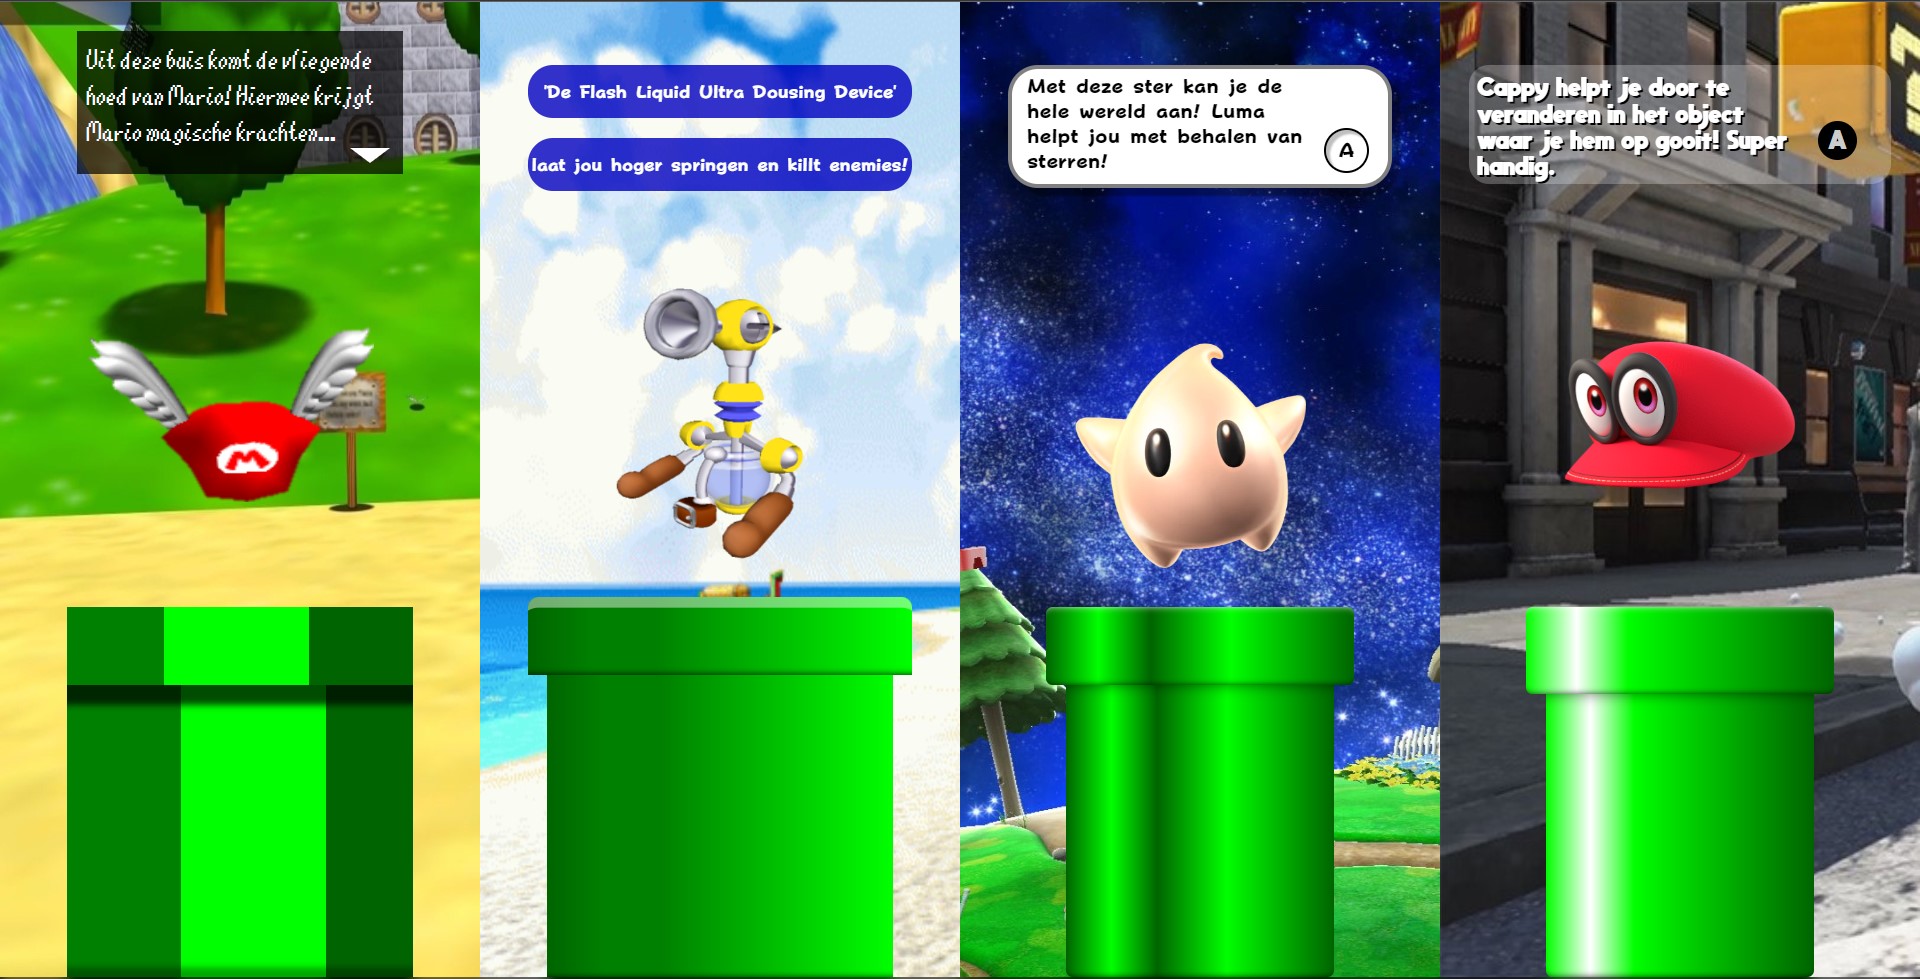 Uit deze buis komt de vliegende
hoed van Mario! Hiermee krijgt
Mario magische krachten...
'De Flash Liquid Ultra Dousing Device'
laat jou hoger springen en killt enemies!
Met deze ster kan je de
hele wereld aan! Luma
helpt jou met behalen van
sterren!
A
Cappy helpt je door te
veranderen in het object
waar je hem op gooit! Super
handig.
A
M